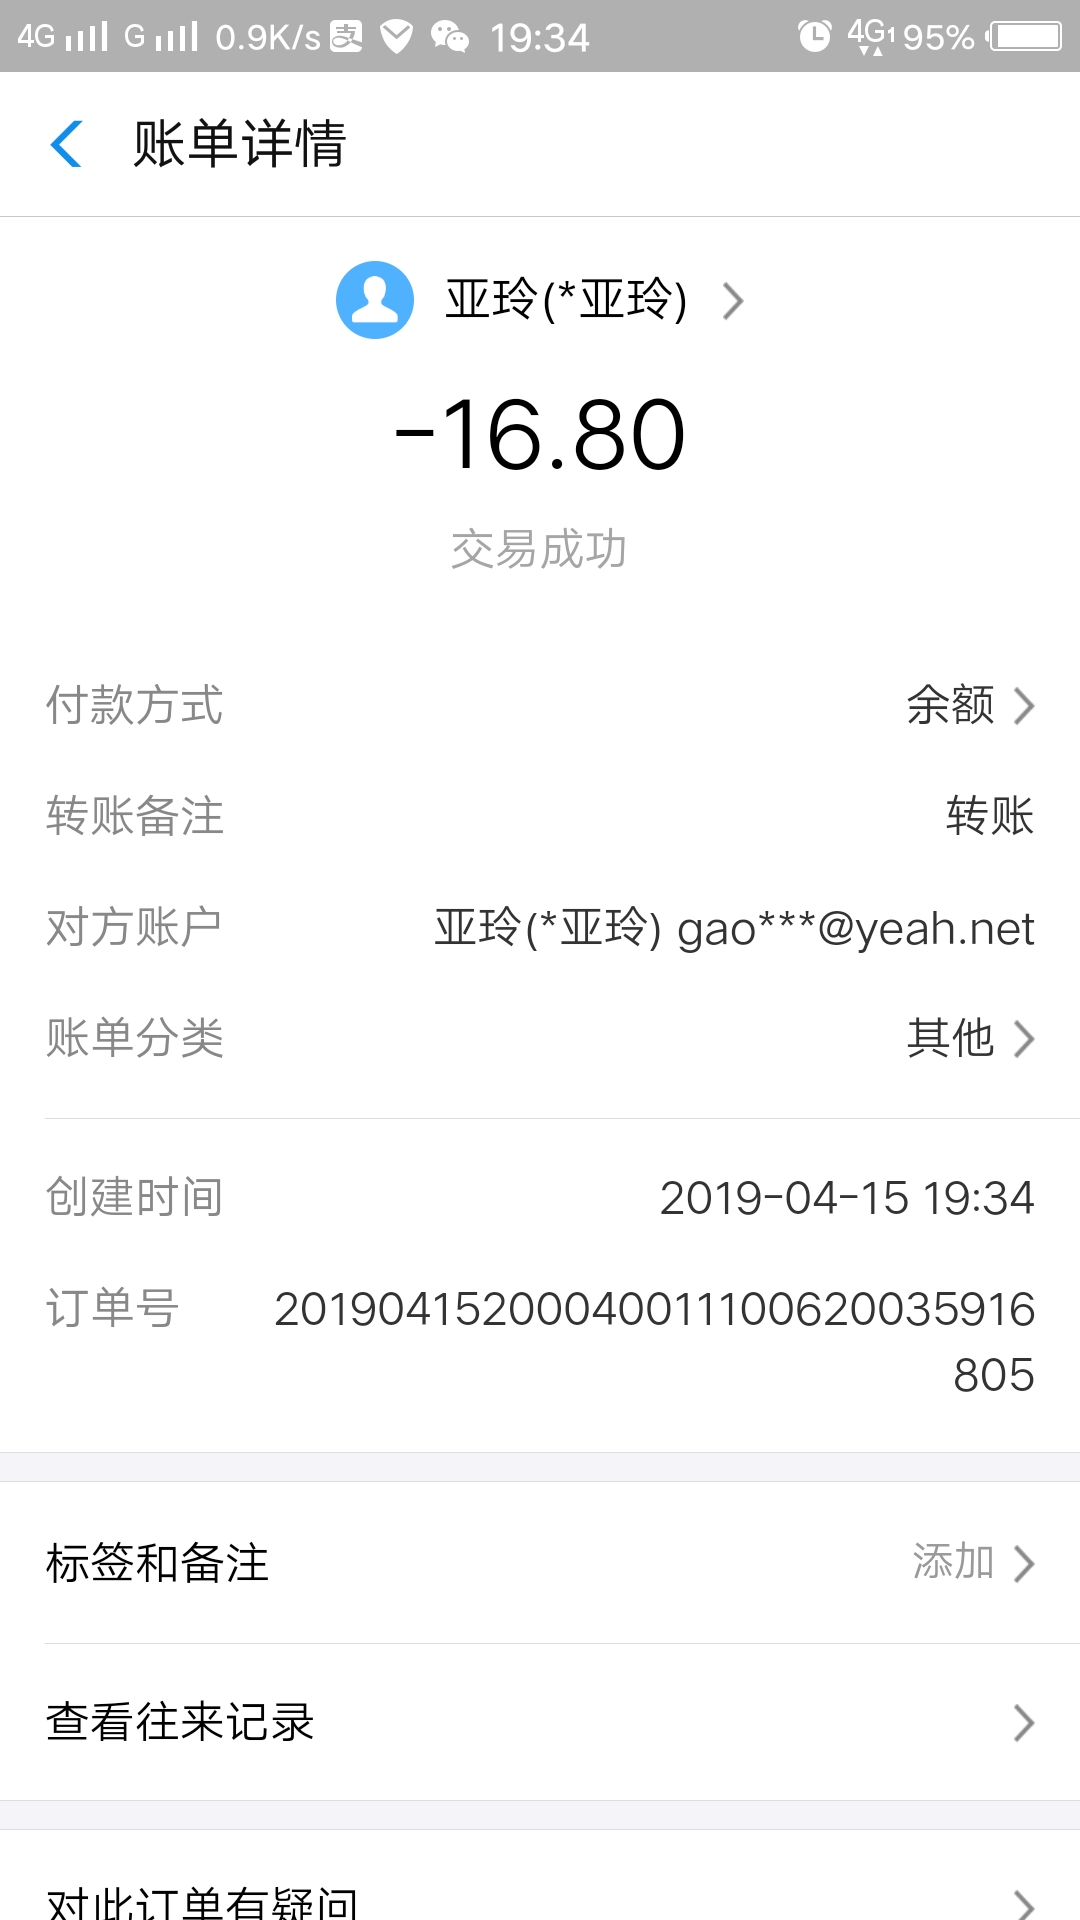 4G G 0.9K/s 支 19:34 4G1 95%
账单详情
亚玲(*亚玲)
-16.80
交易成功
付款方式 余额
转账备注 转账
对方账户 亚玲(*亚玲) gao***@yeah.net
账单分类 其他
创建时间 2019-04-15 19:34
订单号 20190415200040011100620035916
805
标签和备注 添加
查看往来记录
对此订单有疑问